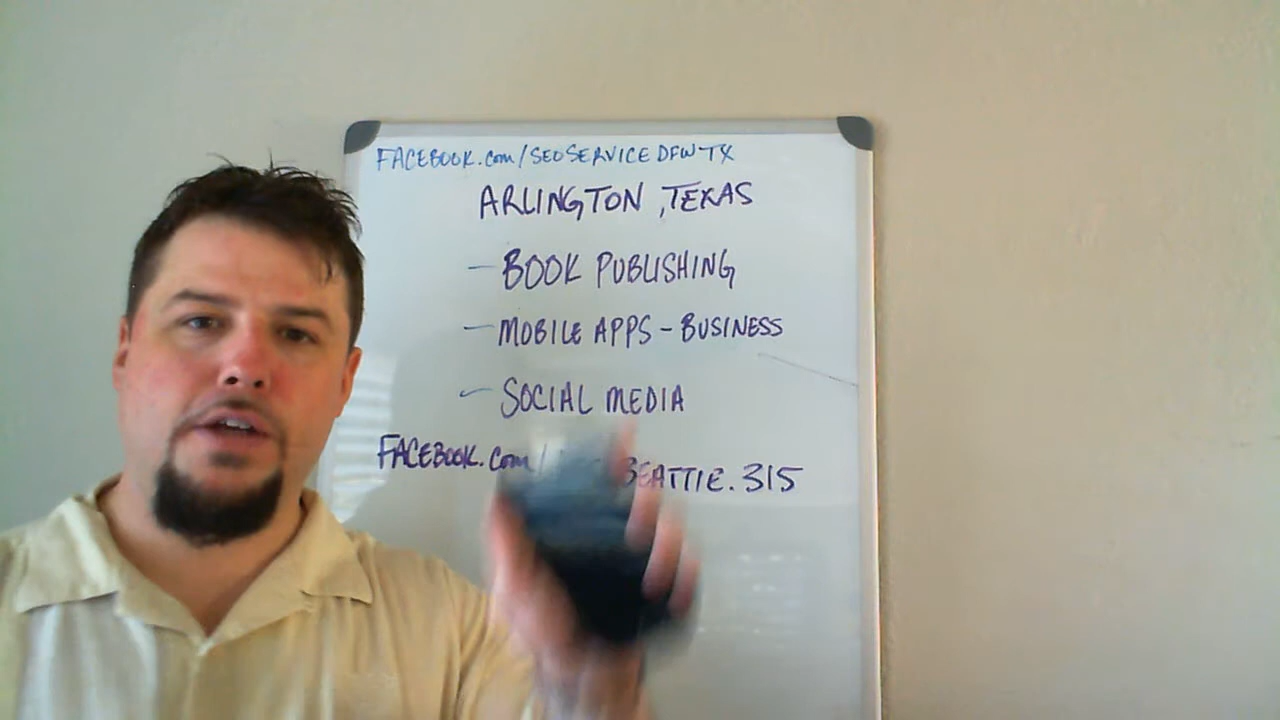 FACEBOOK.com/SEOSERVICEDFWTX
ARLINGTON, TEXAS
- BOOK PUBLISHING
- MOBILE APPS - BUSINESS
- SOCIAL MEDIA
FACEBOOK.com/ BEATTIE.315